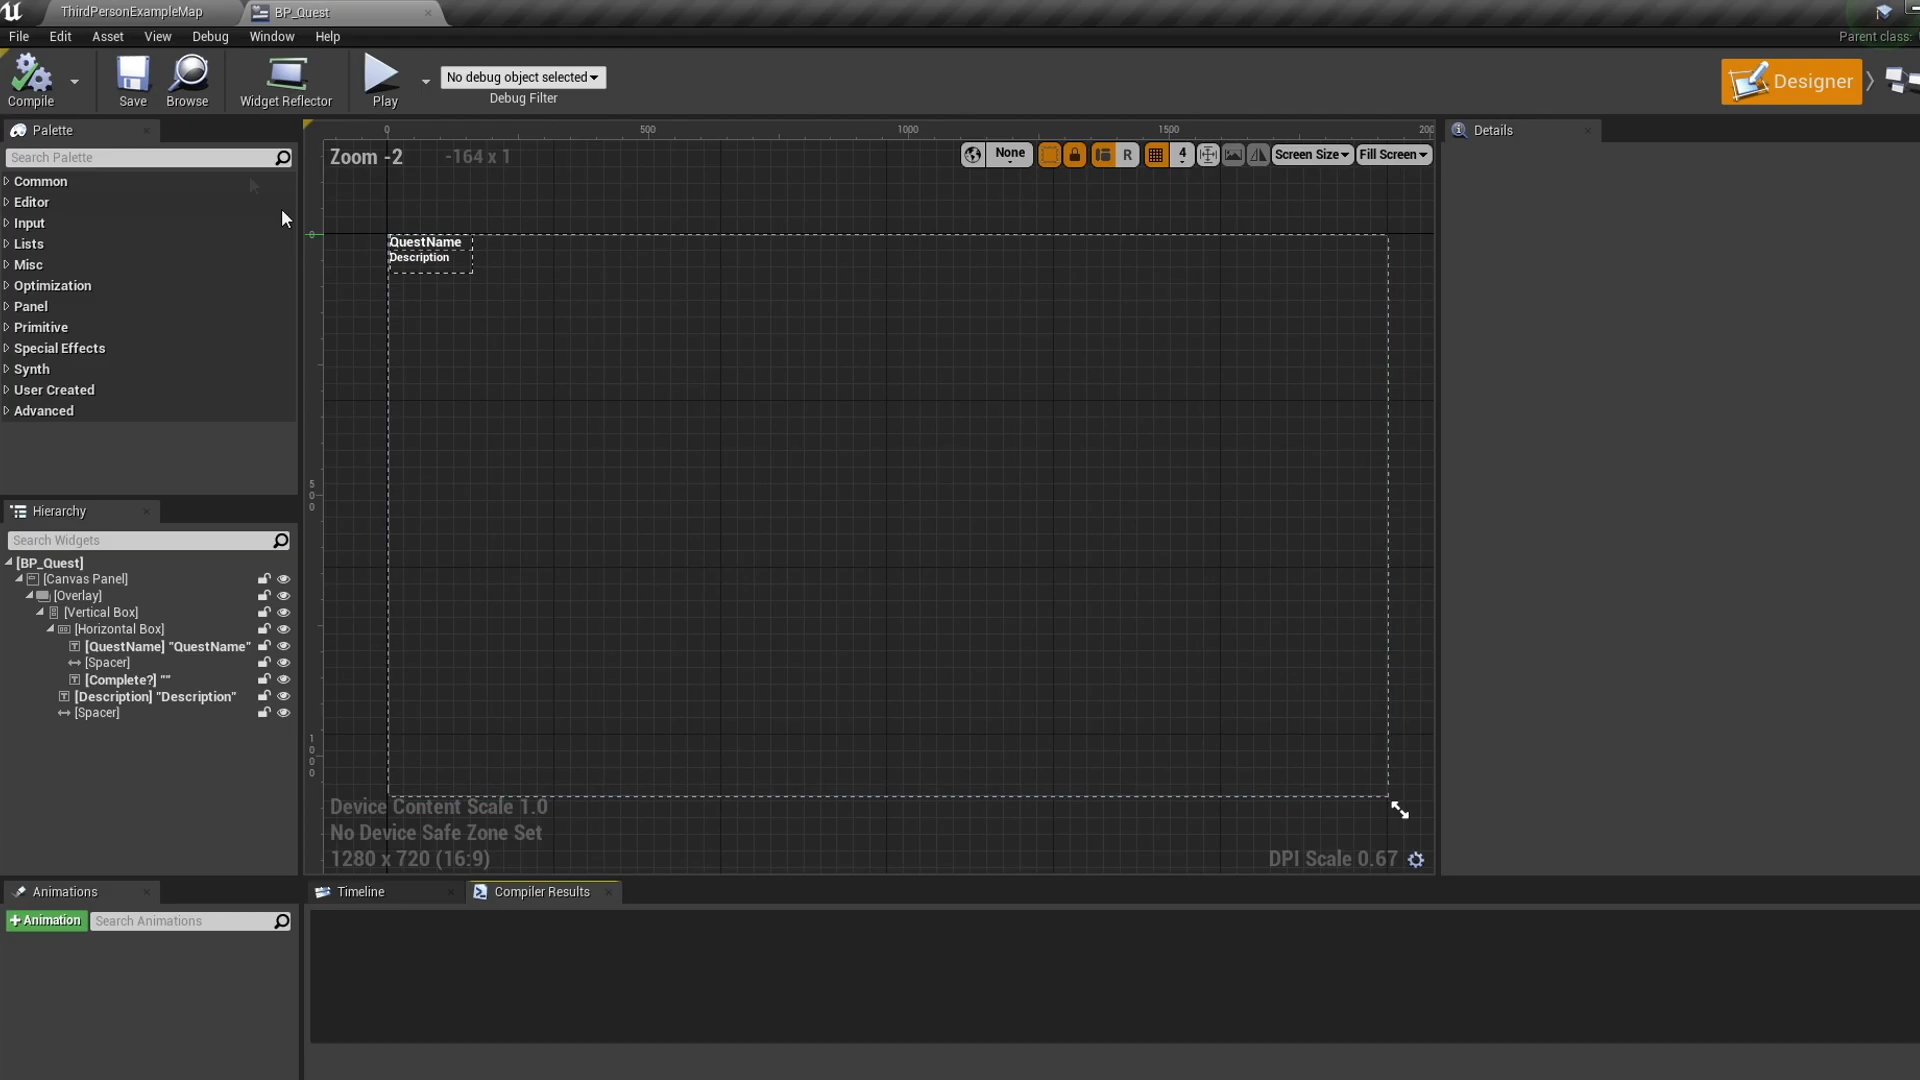 ThirdPersonExampleMap
BP_Quest
File Edit Asset View Debug Window Help
Parent class:
Compile
Save
Browse
Widget Reflector
Play
No debug object selected
Debug Filter
Designer
Palette
Search Palette
Common
Editor
Input
Lists
Misc
Optimization
Panel
Primitive
Special Effects
Synth
User Created
Advanced
Hierarchy
Search Widgets
[BP_Quest]
[Canvas Panel]
[Overlay]
[Vertical Box]
[Horizontal Box]
[QuestName] "QuestName"
[Spacer]
[Complete?] ""
[Description] "Description"
[Spacer]
Animations
+Animation
Search Animations
0 500 1000 1500 200
Zoom -2
-164 x 1
None
R
4
Screen Size
Fill Screen
0
500
1000
QuestName
Description
Device Content Scale 1.0
No Device Safe Zone Set
1280 x 720 (16:9)
DPI Scale 0.67
Timeline
Compiler Results
Details